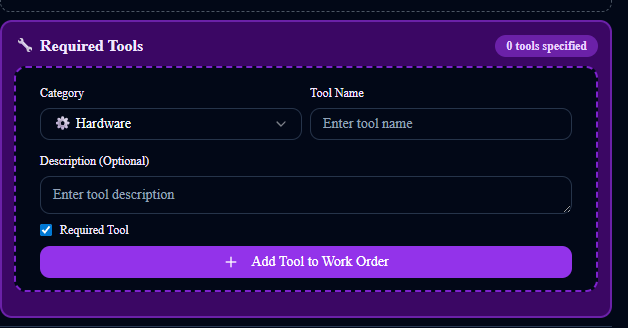 Required Tools
0 tools specified
Category
Tool Name
Hardware
Enter tool name
Description (Optional)
Enter tool description
Required Tool
Add Tool to Work Order